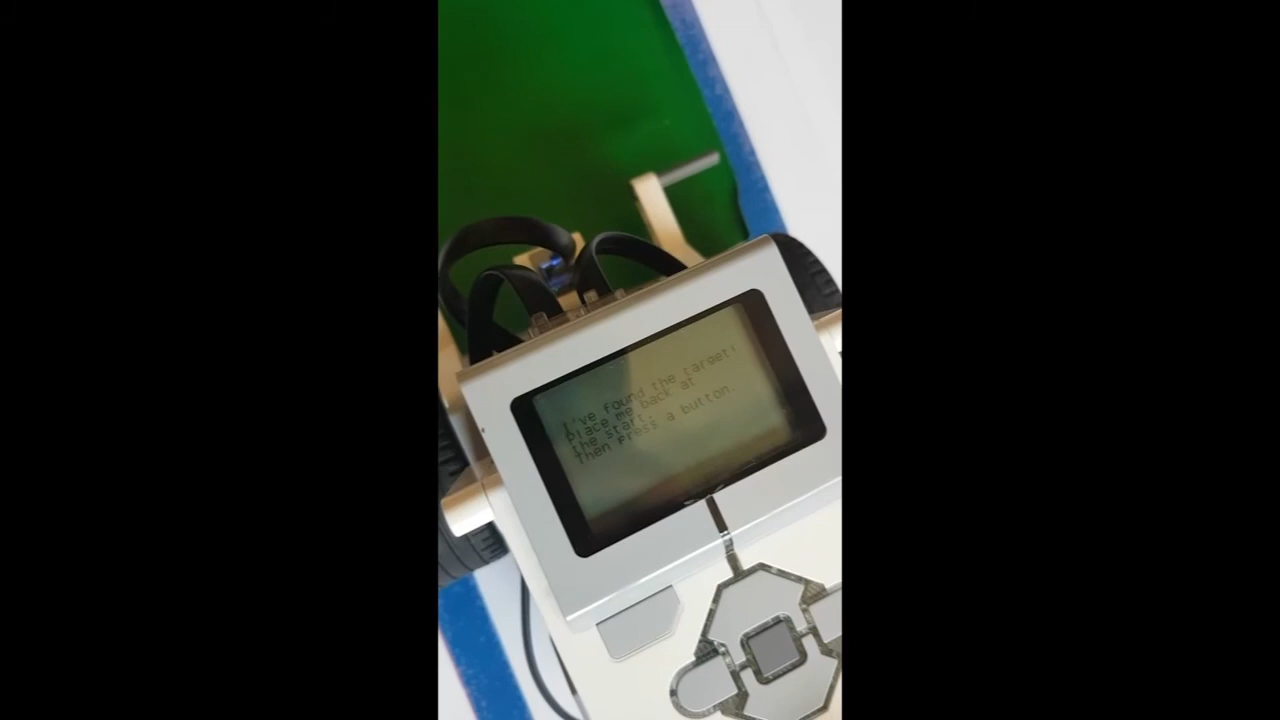 I've found the target!
place me back at
the start,
then press a button.